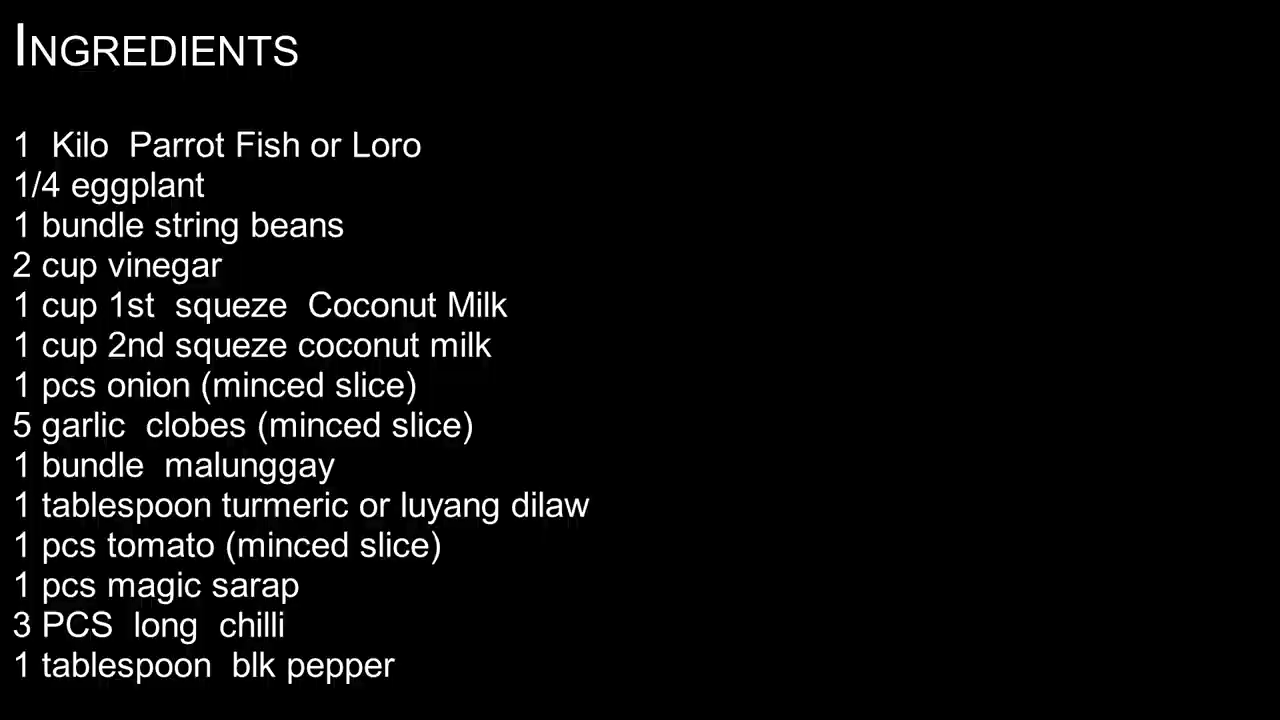 INGREDIENTS
1 Kilo Parrot Fish or Loro
1/4 eggplant
1 bundle string beans
2 cup vinegar
1 cup 1st squeze Coconut Milk
1 cup 2nd squeze coconut milk
1 pcs onion (minced slice)
5 garlic clobes (minced slice)
1 bundle malunggay
1 tablespoon turmeric or luyang dilaw
1 pcs tomato (minced slice)
1 pcs magic sarap
3 PCS long chilli
1 tablespoon blk pepper